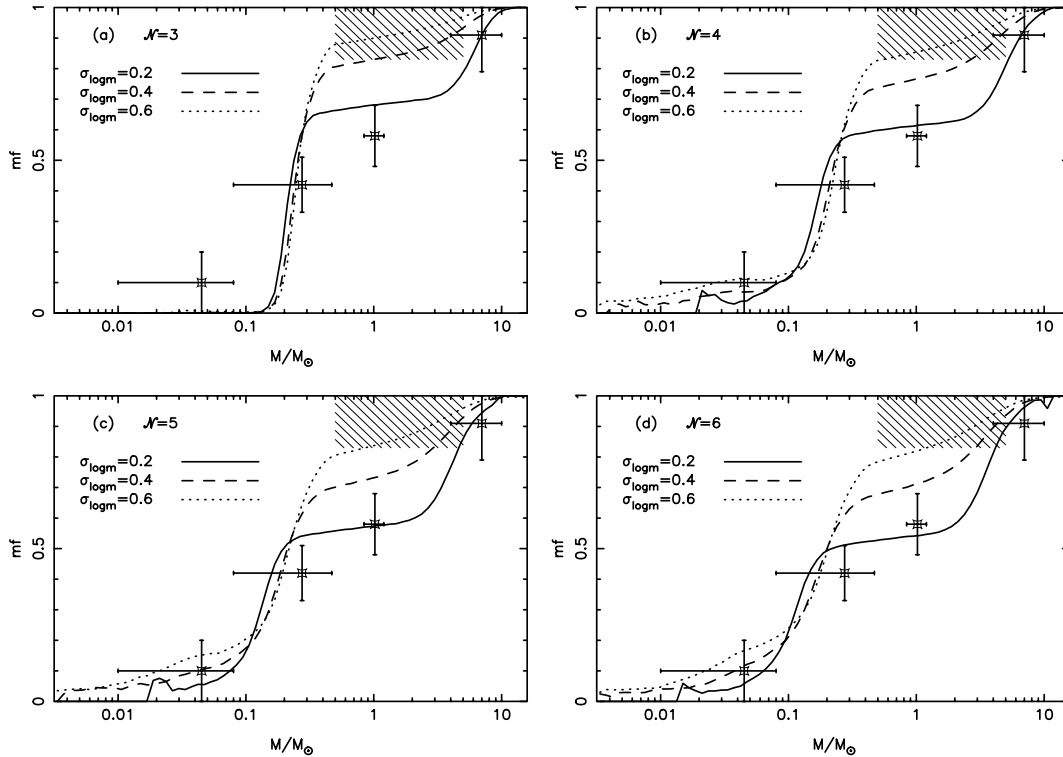 (a) 𝒩=3
σlogm=0.2
σlogm=0.4
σlogm=0.6
mf
0 0.5 1
0.01 0.1 1 10
M/M⊙
(b) 𝒩=4
σlogm=0.2
σlogm=0.4
σlogm=0.6
mf
0 0.5 1
0.01 0.1 1 10
M/M⊙
(c) 𝒩=5
σlogm=0.2
σlogm=0.4
σlogm=0.6
mf
0 0.5 1
0.01 0.1 1 10
M/M⊙
(d) 𝒩=6
σlogm=0.2
σlogm=0.4
σlogm=0.6
mf
0 0.5 1
0.01 0.1 1 10
M/M⊙